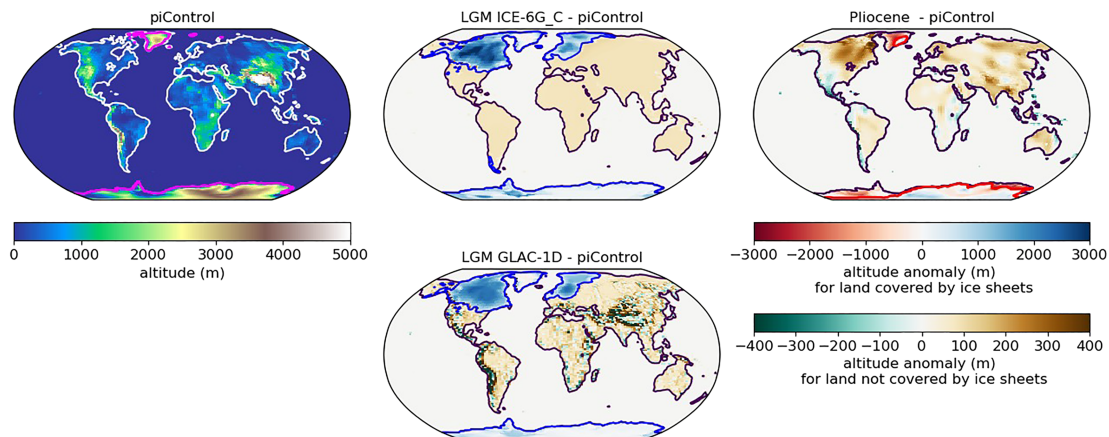 piControl
LGM ICE-6G_C - piControl
Pliocene - piControl
0 1000 2000 3000 4000 5000
altitude (m)
−3000 −2000 −1000 0 1000 2000 3000
altitude anomaly (m)
for land covered by ice sheets
LGM GLAC-1D - piControl
−400 −300 −200 −100 0 100 200 300 400
altitude anomaly (m)
for land not covered by ice sheets